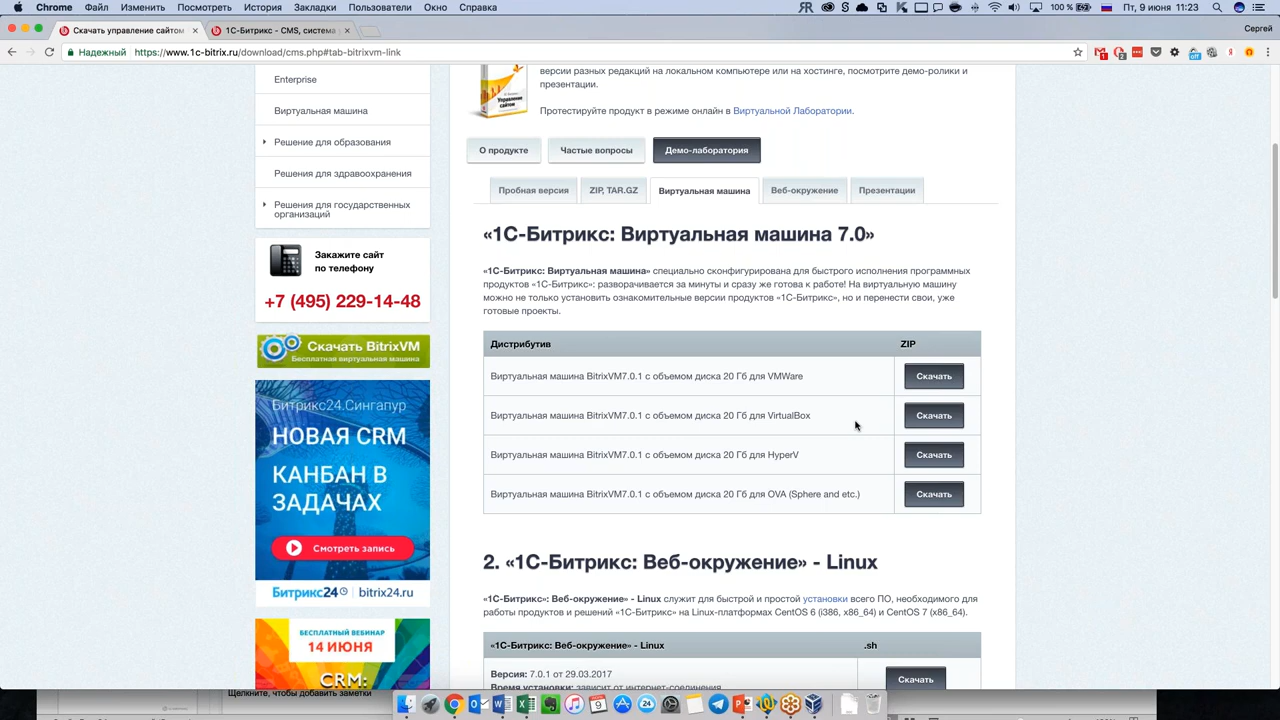 Chrome Файл Изменить Посмотреть История Закладки Пользователи Окно Справка
100 % Пт, 9 июня 11:23
Скачать управление сайтом
1С-Битрикс - CMS, система
Сергей
Надежный https://www.1c-bitrix.ru/download/cms.php#tab-bitrixvm-link
Enterprise
Виртуальная машина
Решение для образования
Решения для здравоохранения
Решения для государственных
организаций
Закажите сайт
по телефону
+7 (495) 229-14-48
Скачать BitrixVM
Бесплатная виртуальная машина
Битрикс24.Сингапур
НОВАЯ CRM
КАНБАН В
ЗАДАЧАХ
Смотреть запись
Битрикс24 bitrix24.ru
БЕСПЛАТНЫЙ ВЕБИНАР
14 ИЮНЯ
CRM:
Щелкните, чтобы добавить заметки
Управление
сайтом
версии разных редакций на локальном компьютере или на хостинге, посмотрите демо-ролики и
презентации.
Протестируйте продукт в режиме онлайн в Виртуальной Лаборатории.
О продукте
Частые вопросы
Демо-лаборатория
Пробная версия
ZIP, TAR.GZ
Виртуальная машина
Веб-окружение
Презентации
«1С-Битрикс: Виртуальная машина 7.0»
«1С-Битрикс: Виртуальная машина» специально сконфигурирована для быстрого исполнения программных
продуктов «1С-Битрикс»: разворачивается за минуты и сразу же готова к работе! На виртуальную машину
можно не только установить ознакомительные версии продуктов «1С-Битрикс», но и перенести свои, уже
готовые проекты.
Дистрибутив ZIP
Виртуальная машина BitrixVM7.0.1 с объемом диска 20 Гб для VMWare Скачать
Виртуальная машина BitrixVM7.0.1 с объемом диска 20 Гб для VirtualBox Скачать
Виртуальная машина BitrixVM7.0.1 с объемом диска 20 Гб для HyperV Скачать
Виртуальная машина BitrixVM7.0.1 с объемом диска 20 Гб для OVA (Sphere and etc.) Скачать
2. «1С-Битрикс: Веб-окружение» - Linux
«1С-Битрикс»: Веб-окружение» - Linux служит для быстрой и простой установки всего ПО, необходимого для
работы продуктов и решений «1С-Битрикс» на Linux-платформах CentOS 6 (i386, x86_64) и CentOS 7 (x86_64).
«1С-Битрикс: Веб-окружение» - Linux .sh
Версия: 7.0.1 от 29.03.2017
Время установки: зависит от интернет-соединения
Скачать